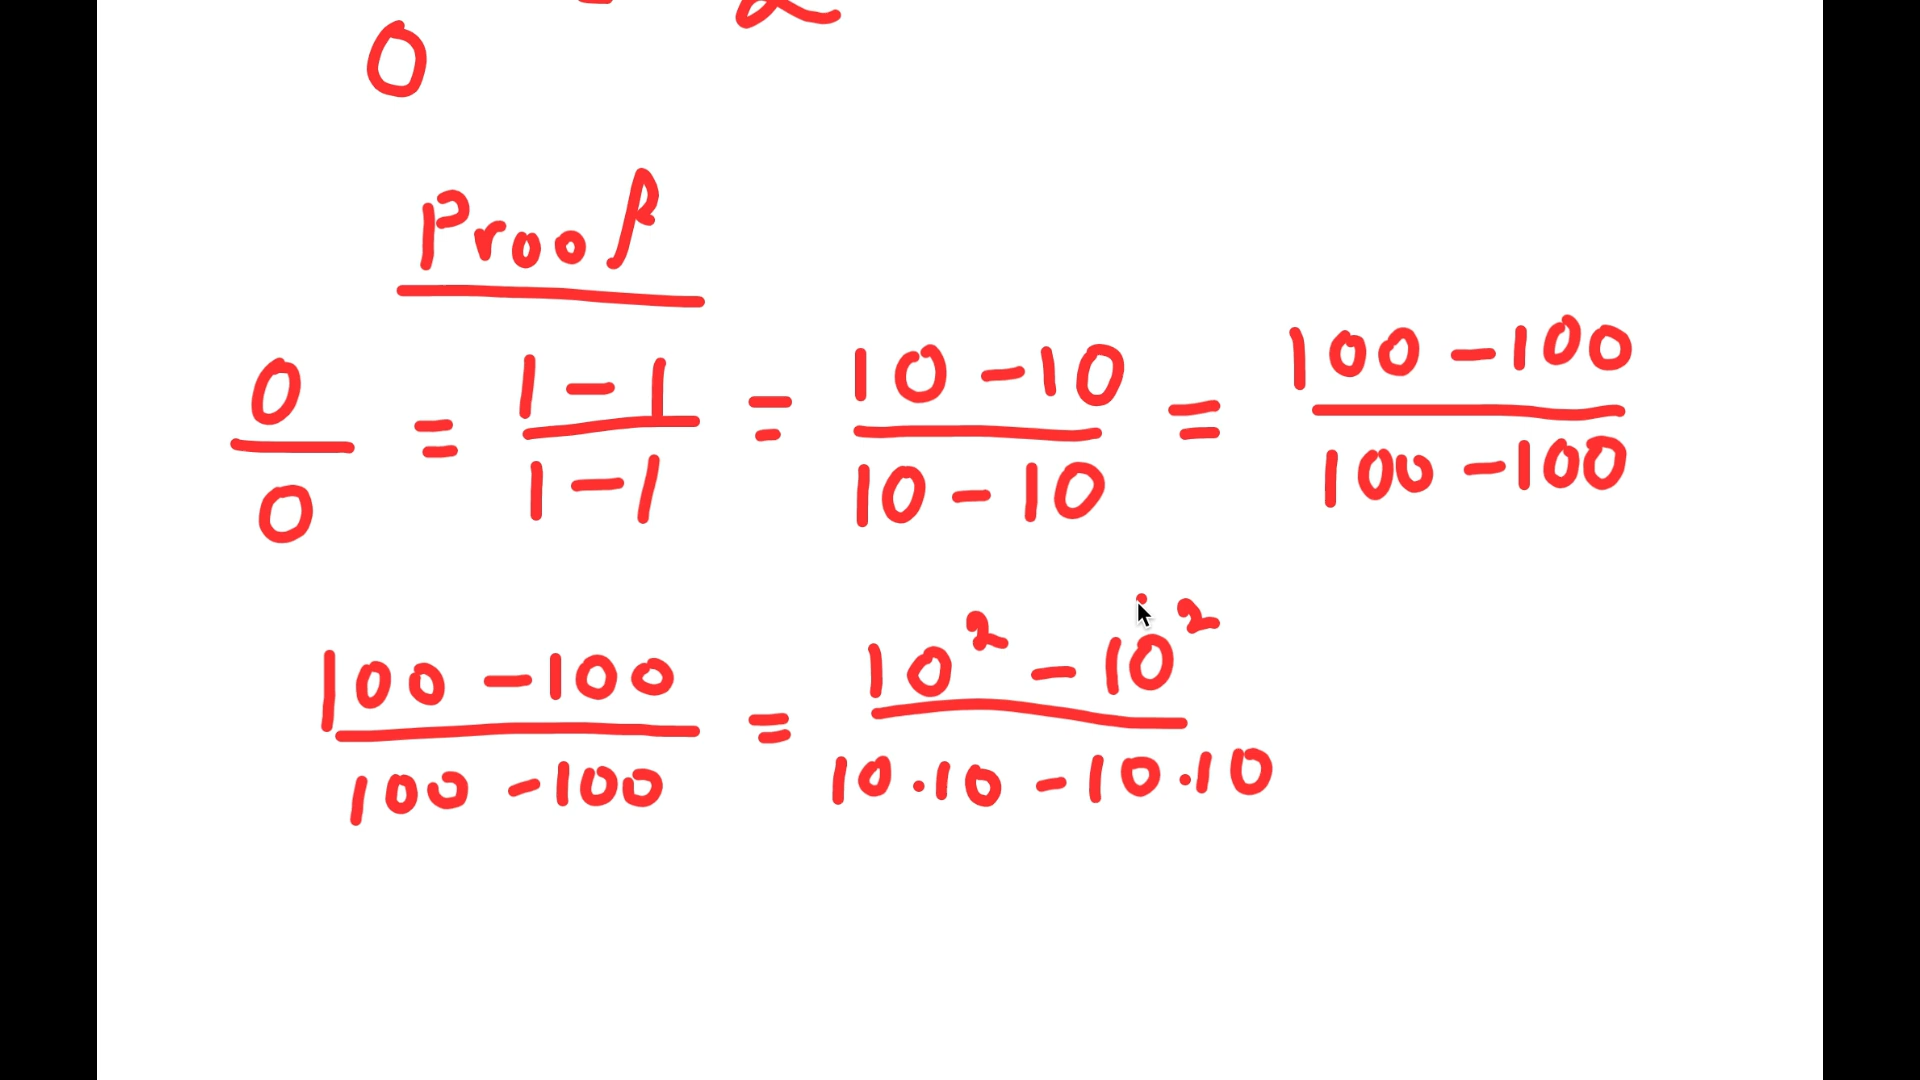 0 = 2
Proof
0/0 = 1-1/1-1 = 10-10/10-10 = 100-100/100-100
100-100/100-100 = 10²-10²/10.10-10.10